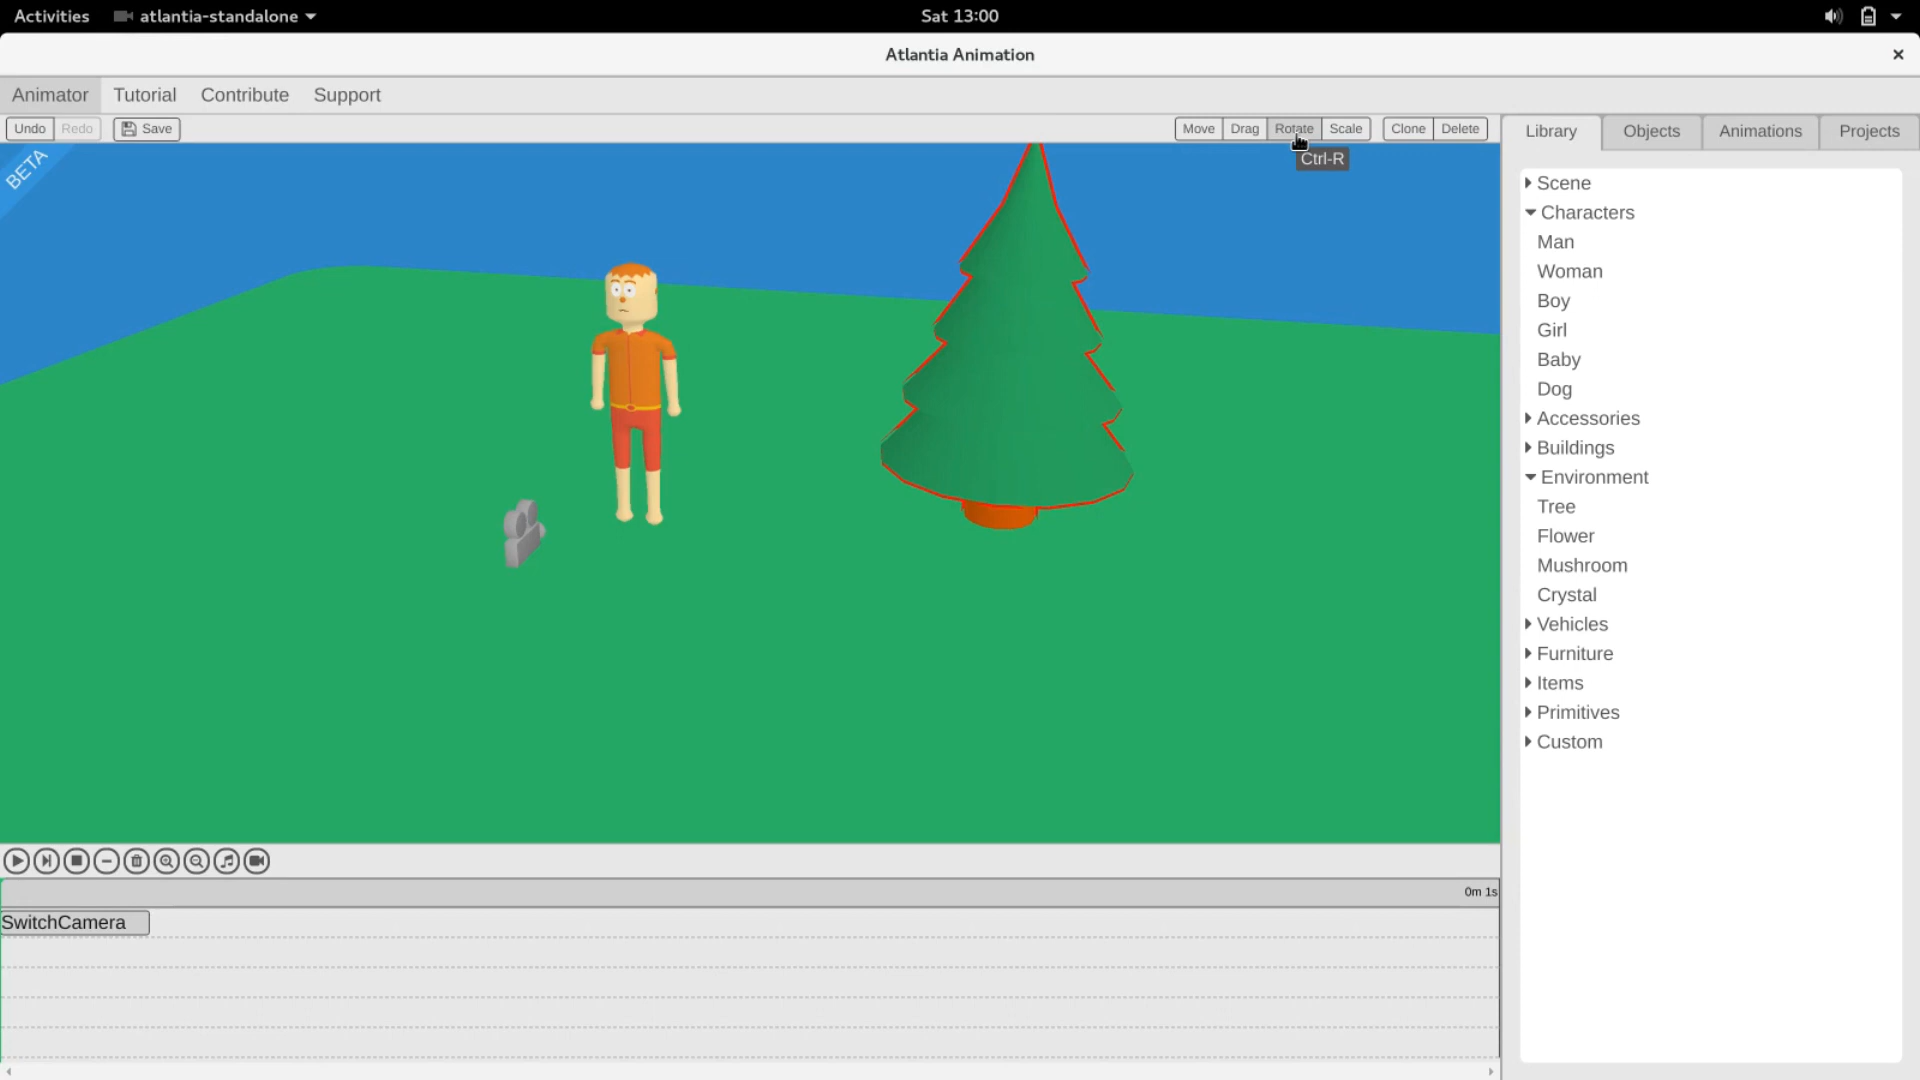 Activities atlantia-standalone Sat 13:00
Atlantia Animation
Animator Tutorial Contribute Support
Undo Redo Save Move Drag Rotate Scale Clone Delete
Library Objects Animations Projects
Ctrl-R
BETA
Scene
Characters
Man
Woman
Boy
Girl
Baby
Dog
Accessories
Buildings
Environment
Tree
Flower
Mushroom
Crystal
Vehicles
Furniture
Items
Primitives
Custom
0m 1s
SwitchCamera